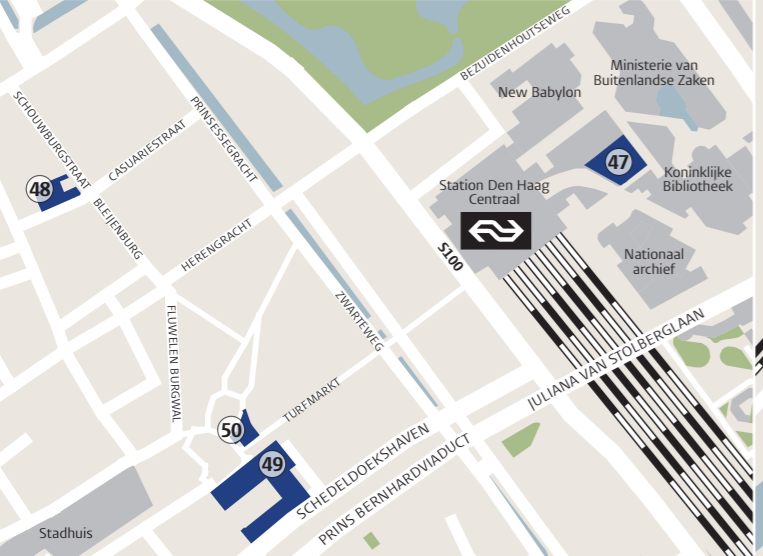 BEZUIDENHOUTSEWEG
Ministerie van
Buitenlandse Zaken
New Babylon
SCHOUWBURGSTRAAT
PRINSESSEGRACHT
CASUARIESTRAAT
47
48
Station Den Haag
Centraal
Koninklijke
Bibliotheek
BLEIJENBURG
HERENGRACHT
S100
Nationaal
archief
ZWARTEWEG
FLUWELEN BURGWAL
JULIANA VAN STOLBERGLAAN
TURFMARKT
50
49
SCHEDELDOEKSHAVEN
PRINS BERNHARDVIADUCT
Stadhuis